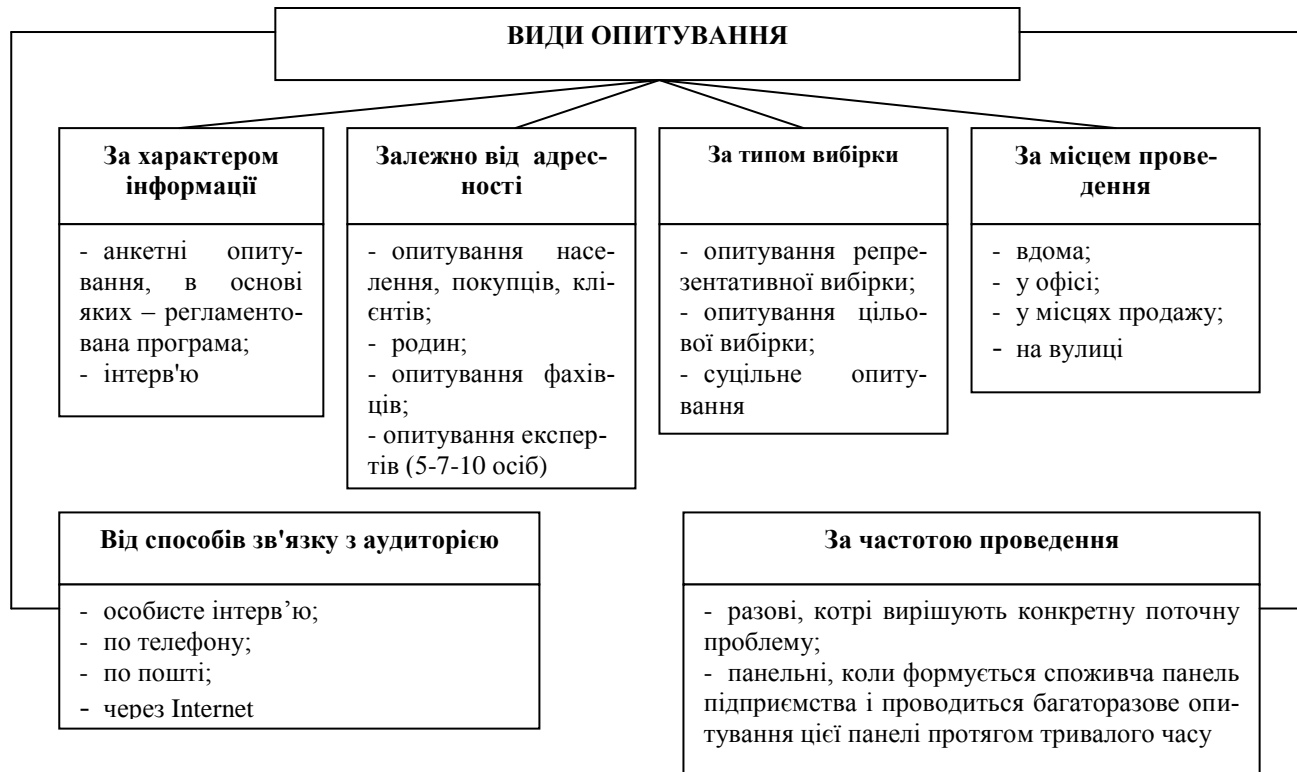 ВИДИ ОПИТУВАННЯ
За характером
інформації
- анкетні опиту-
вання, в основі
яких – регламенто-
вана програма;
- інтерв'ю
Залежно від адрес-
ності
- опитування насе-
лення, покупців, клі-
єнтів;
- родин;
- опитування фахів-
ців;
- опитування експер-
тів (5-7-10 осіб)
За типом вибірки
- опитування репре-
зентативної вибірки;
- опитування цільо-
вої вибірки;
- суцільне опиту-
вання
За місцем прове-
дення
- вдома;
- у офісі;
- у місцях продажу;
- на вулиці
Від способів зв'язку з аудиторією
- особисте інтерв’ю;
- по телефону;
- по пошті;
- через Internet
За частотою проведення
- разові, котрі вирішують конкретну поточну
проблему;
- панельні, коли формується споживча панель
підприємства і проводиться багаторазове опи-
тування цієї панелі протягом тривалого часу